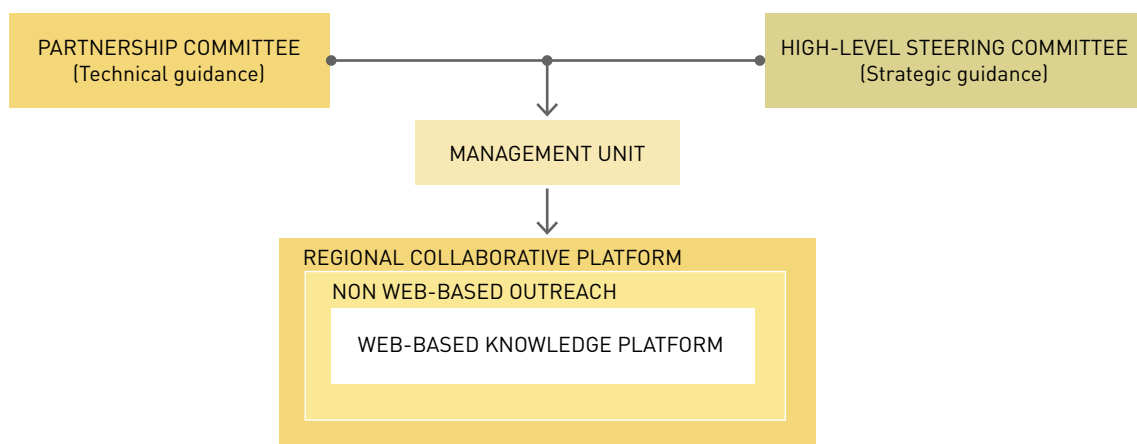 PARTNERSHIP COMMITTEE
(Technical guidance)
HIGH-LEVEL STEERING COMMITTEE
(Strategic guidance)
MANAGEMENT UNIT
REGIONAL COLLABORATIVE PLATFORM
NON WEB-BASED OUTREACH
WEB-BASED KNOWLEDGE PLATFORM